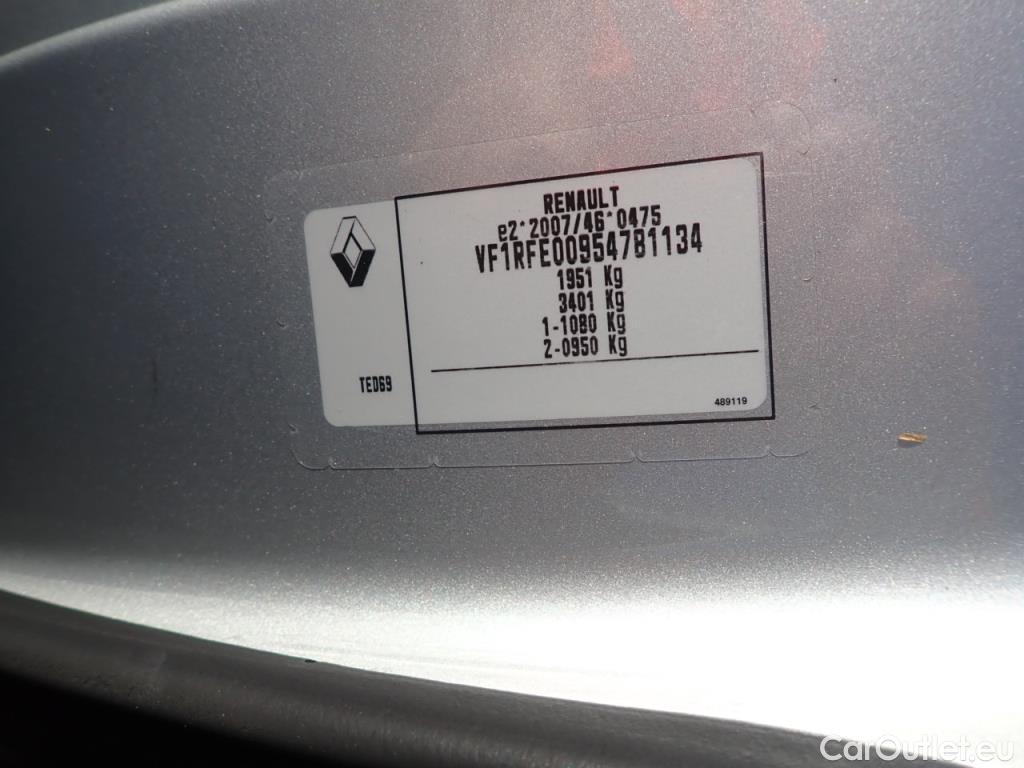 RENAULT
e2*2007/46*0475
VF1RFE00954781134
1951 Kg
3401 Kg
1-1080 Kg
2-0950 Kg
TED69
489119
CarOutlet.eu